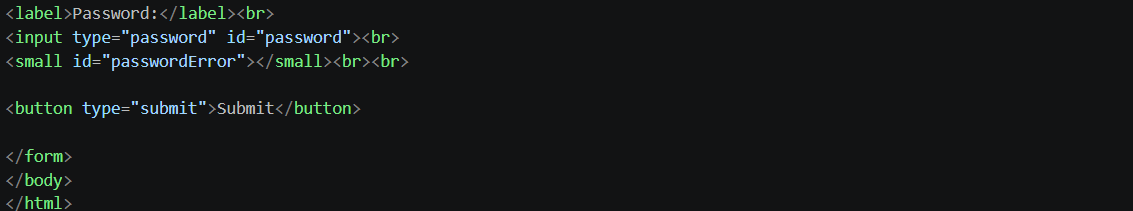 <label>Password:</label><br>
<input type="password" id="password"><br>
<small id="passwordError"></small><br><br>
<button type="submit">Submit</button>
</form>
</body>
</html>